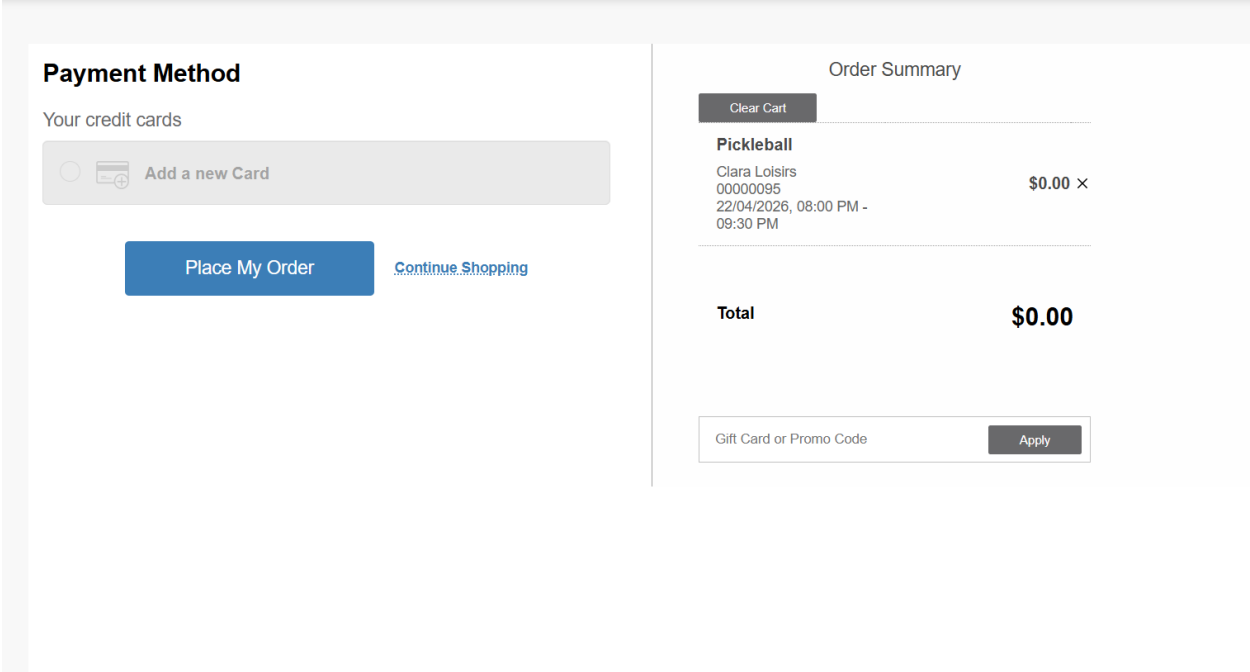 Payment Method
Your credit cards
Add a new Card
Place My Order
Continue Shopping
Order Summary
Clear Cart
Pickleball
Clara Loisirs
00000095
22/04/2026, 08:00 PM -
09:30 PM
$0.00 ×
Total
$0.00
Gift Card or Promo Code
Apply